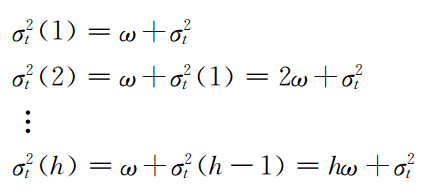 σ_t^2(1) = ω + σ_t^2
σ_t^2(2) = ω + σ_t^2(1) = 2ω + σ_t^2
⋮
σ_t^2(h) = ω + σ_t^2(h − 1) = hω + σ_t^2